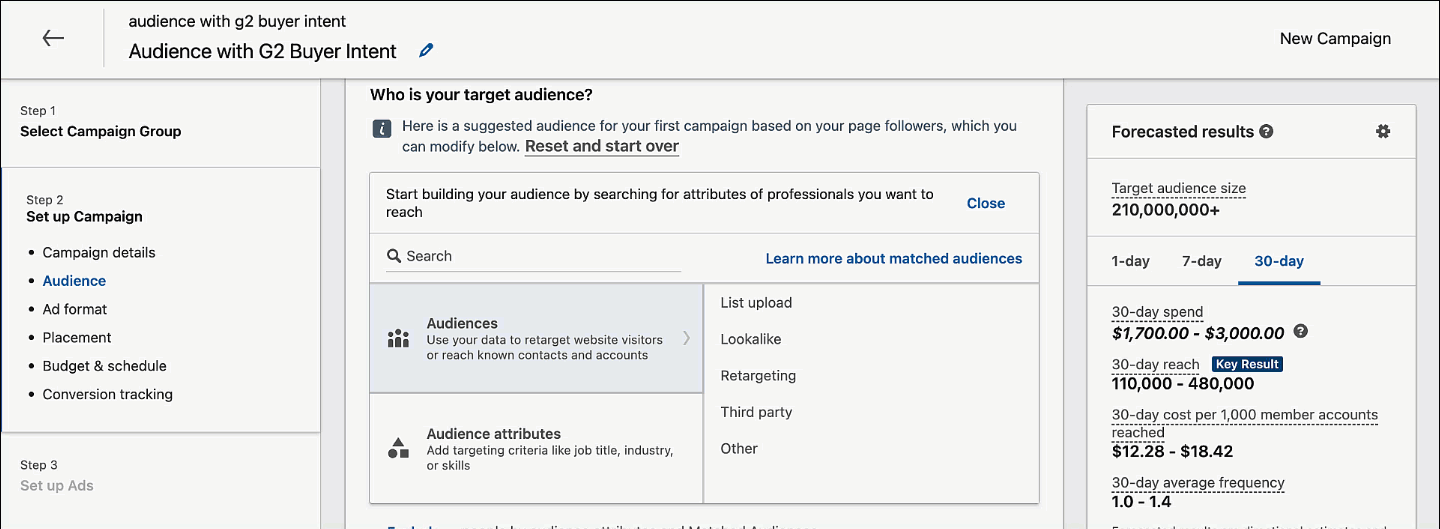 audience with g2 buyer intent
Audience with G2 Buyer Intent
New Campaign
Step 1
Select Campaign Group
Step 2
Set up Campaign
• Campaign details
• Audience
• Ad format
• Placement
• Budget & schedule
• Conversion tracking
Step 3
Set up Ads
Who is your target audience?
Here is a suggested audience for your first campaign based on your page followers, which you
can modify below. Reset and start over
Start building your audience by searching for attributes of professionals you want to
reach
Close
Search
Learn more about matched audiences
Audiences
Use your data to retarget website visitors
or reach known contacts and accounts
Audience attributes
Add targeting criteria like job title, industry,
or skills
List upload
Lookalike
Retargeting
Third party
Other
Forecasted results
Target audience size
210,000,000+
1-day 7-day 30-day
30-day spend
$1,700.00 - $3,000.00
30-day reach Key Result
110,000 - 480,000
30-day cost per 1,000 member accounts
reached
$12.28 - $18.42
30-day average frequency
1.0 - 1.4